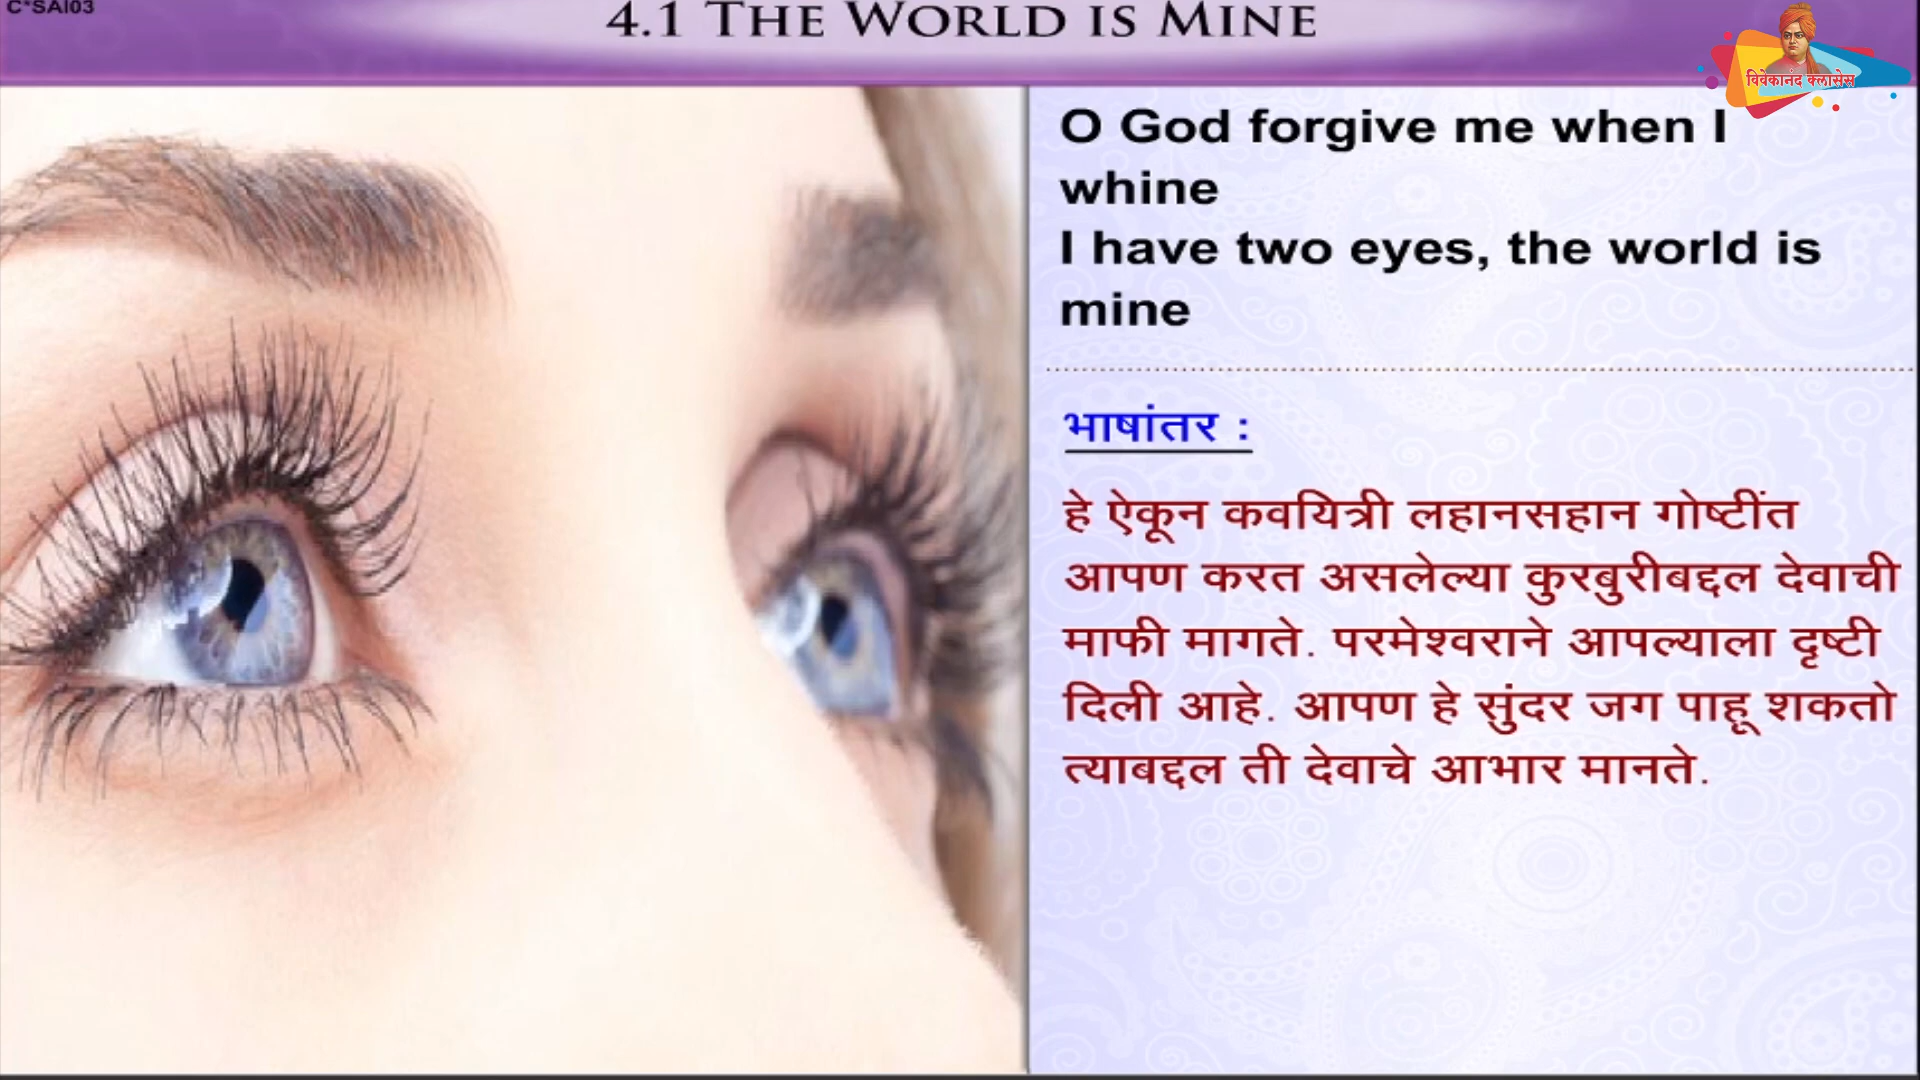 C*SAI03
4.1 THE WORLD IS MINE
विवेकानंद क्लासेस
O God forgive me when I
whine
I have two eyes, the world is
mine
भाषांतर :
हे ऐकून कवयित्री लहानसहान गोष्टींत
आपण करत असलेल्या कुरबुरीबद्दल देवाची
माफी मागते. परमेश्वराने आपल्याला दृष्टी
दिली आहे. आपण हे सुंदर जग पाहू शकतो
त्याबद्दल ती देवाचे आभार मानते.